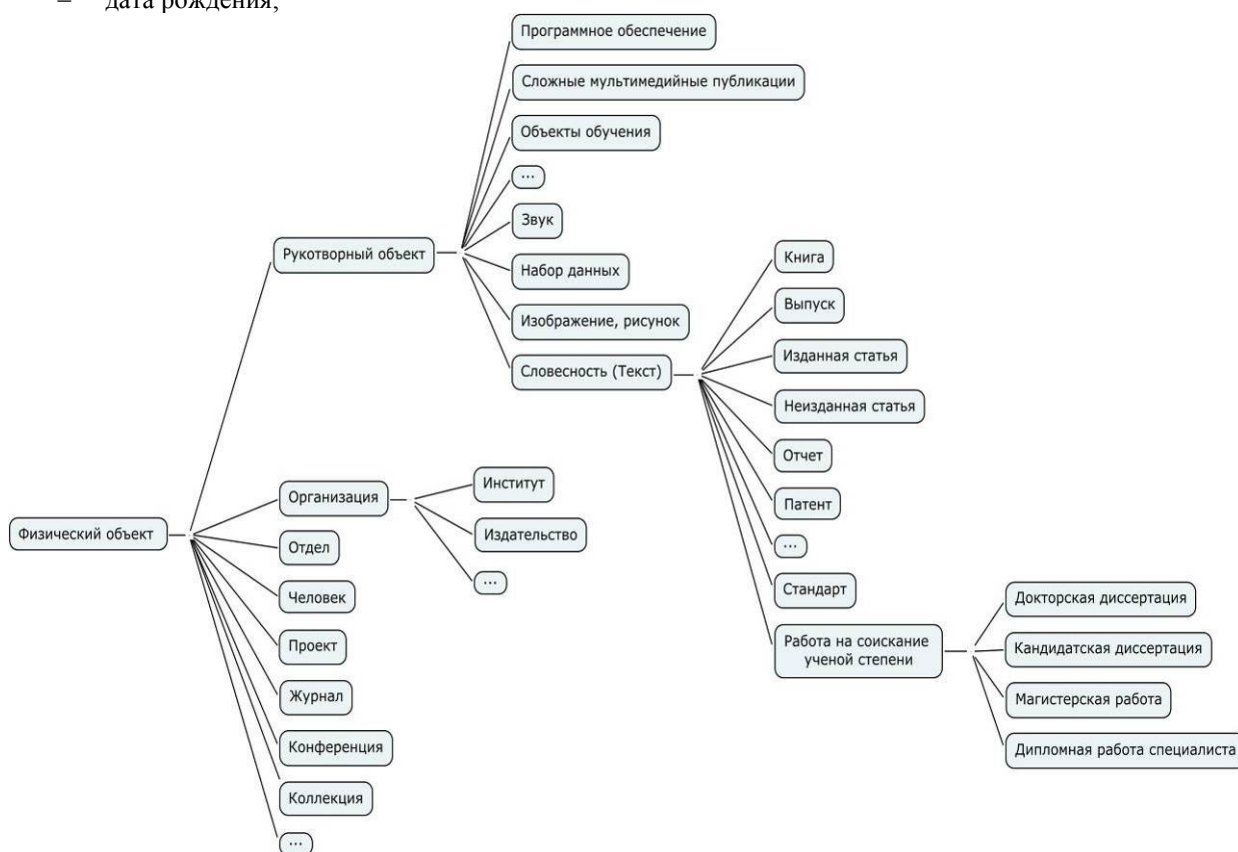 – дата рождения;
Программное обеспечение
Сложные мультимедийные публикации
Объекты обучения
...
Звук
Рукотворный объект
Набор данных
Изображение, рисунок
Словесность (Текст)
Книга
Выпуск
Изданная статья
Неизданная статья
Отчет
Патент
...
Стандарт
Работа на соискание
ученой степени
Докторская диссертация
Кандидатская диссертация
Магистерская работа
Дипломная работа специалиста
Физический объект
Организация
Институт
Издательство
...
Отдел
Человек
Проект
Журнал
Конференция
Коллекция
...